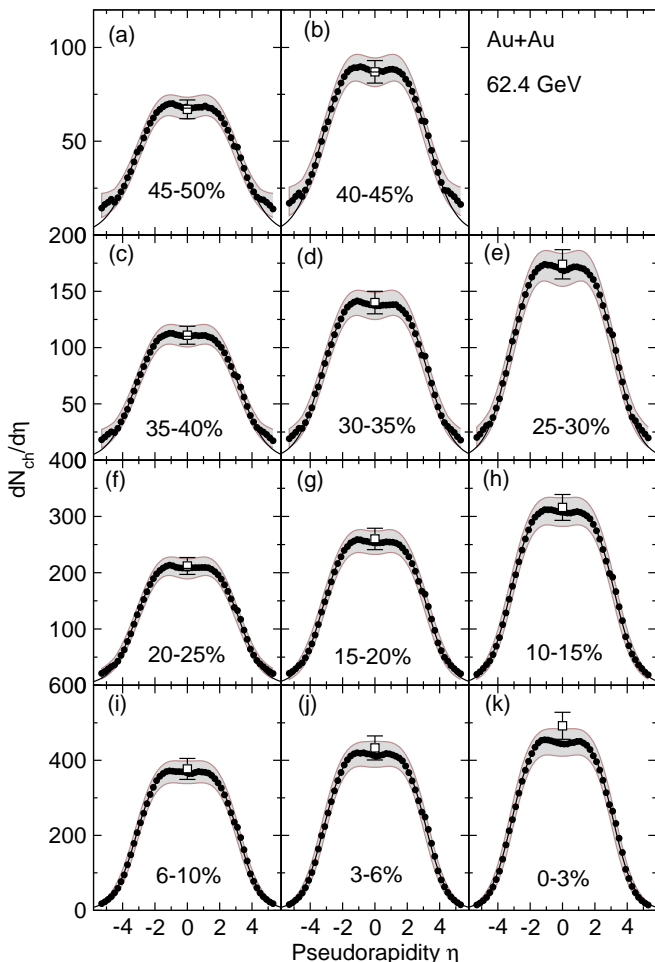 (a)
(b)
Au+Au
62.4 GeV
100
50
45-50%
40-45%
200
150
100
50
(c)
(d)
(e)
35-40%
30-35%
25-30%
400
300
200
100
(f)
(g)
(h)
20-25%
15-20%
10-15%
600
400
200
0
(i)
(j)
(k)
6-10%
3-6%
0-3%
-4 -2 0 2 4 -4 -2 0 2 4 -4 -2 0 2 4
Pseudorapidity η
dN_ch/dη